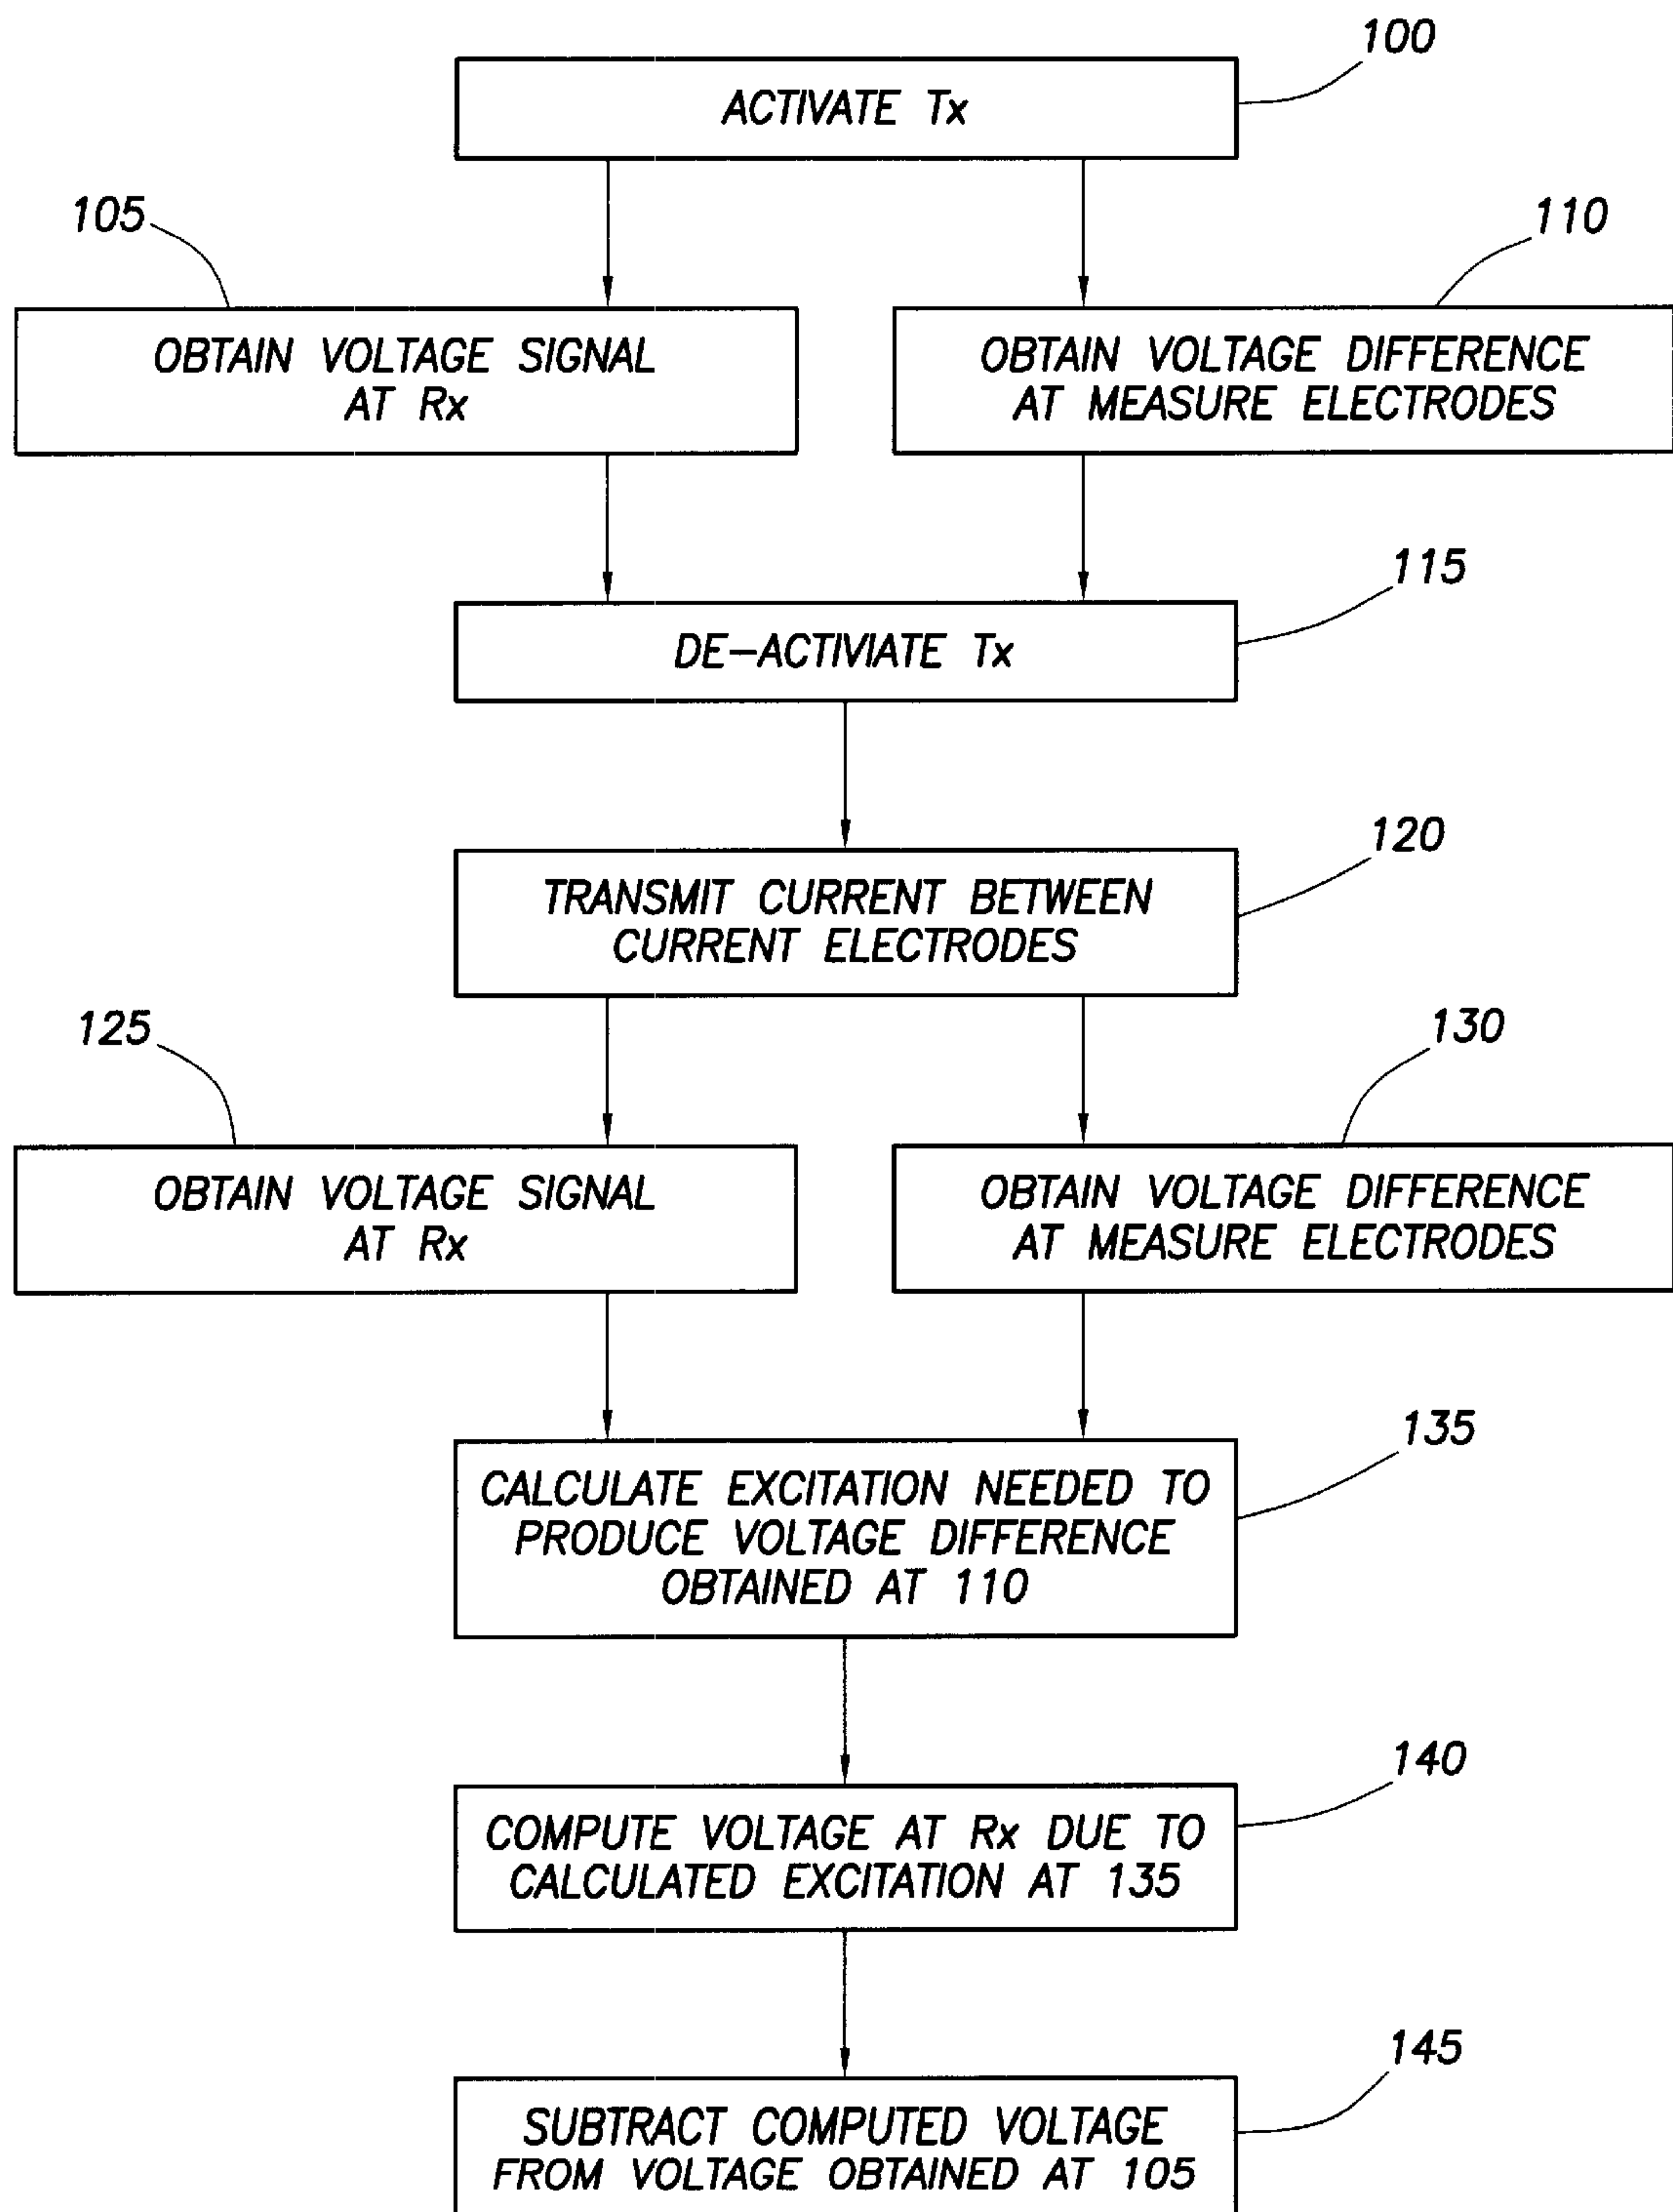 100
ACTIVATE Tx
105
110
OBTAIN VOLTAGE SIGNAL
AT Rx
OBTAIN VOLTAGE DIFFERENCE
AT MEASURE ELECTRODES
115
DE-ACTIVIATE Tx
120
TRANSMIT CURRENT BETWEEN
CURRENT ELECTRODES
125
130
OBTAIN VOLTAGE SIGNAL
AT Rx
OBTAIN VOLTAGE DIFFERENCE
AT MEASURE ELECTRODES
135
CALCULATE EXCITATION NEEDED TO
PRODUCE VOLTAGE DIFFERENCE
OBTAINED AT 110
140
COMPUTE VOLTAGE AT Rx DUE TO
CALCULATED EXCITATION AT 135
145
SUBTRACT COMPUTED VOLTAGE
FROM VOLTAGE OBTAINED AT 105